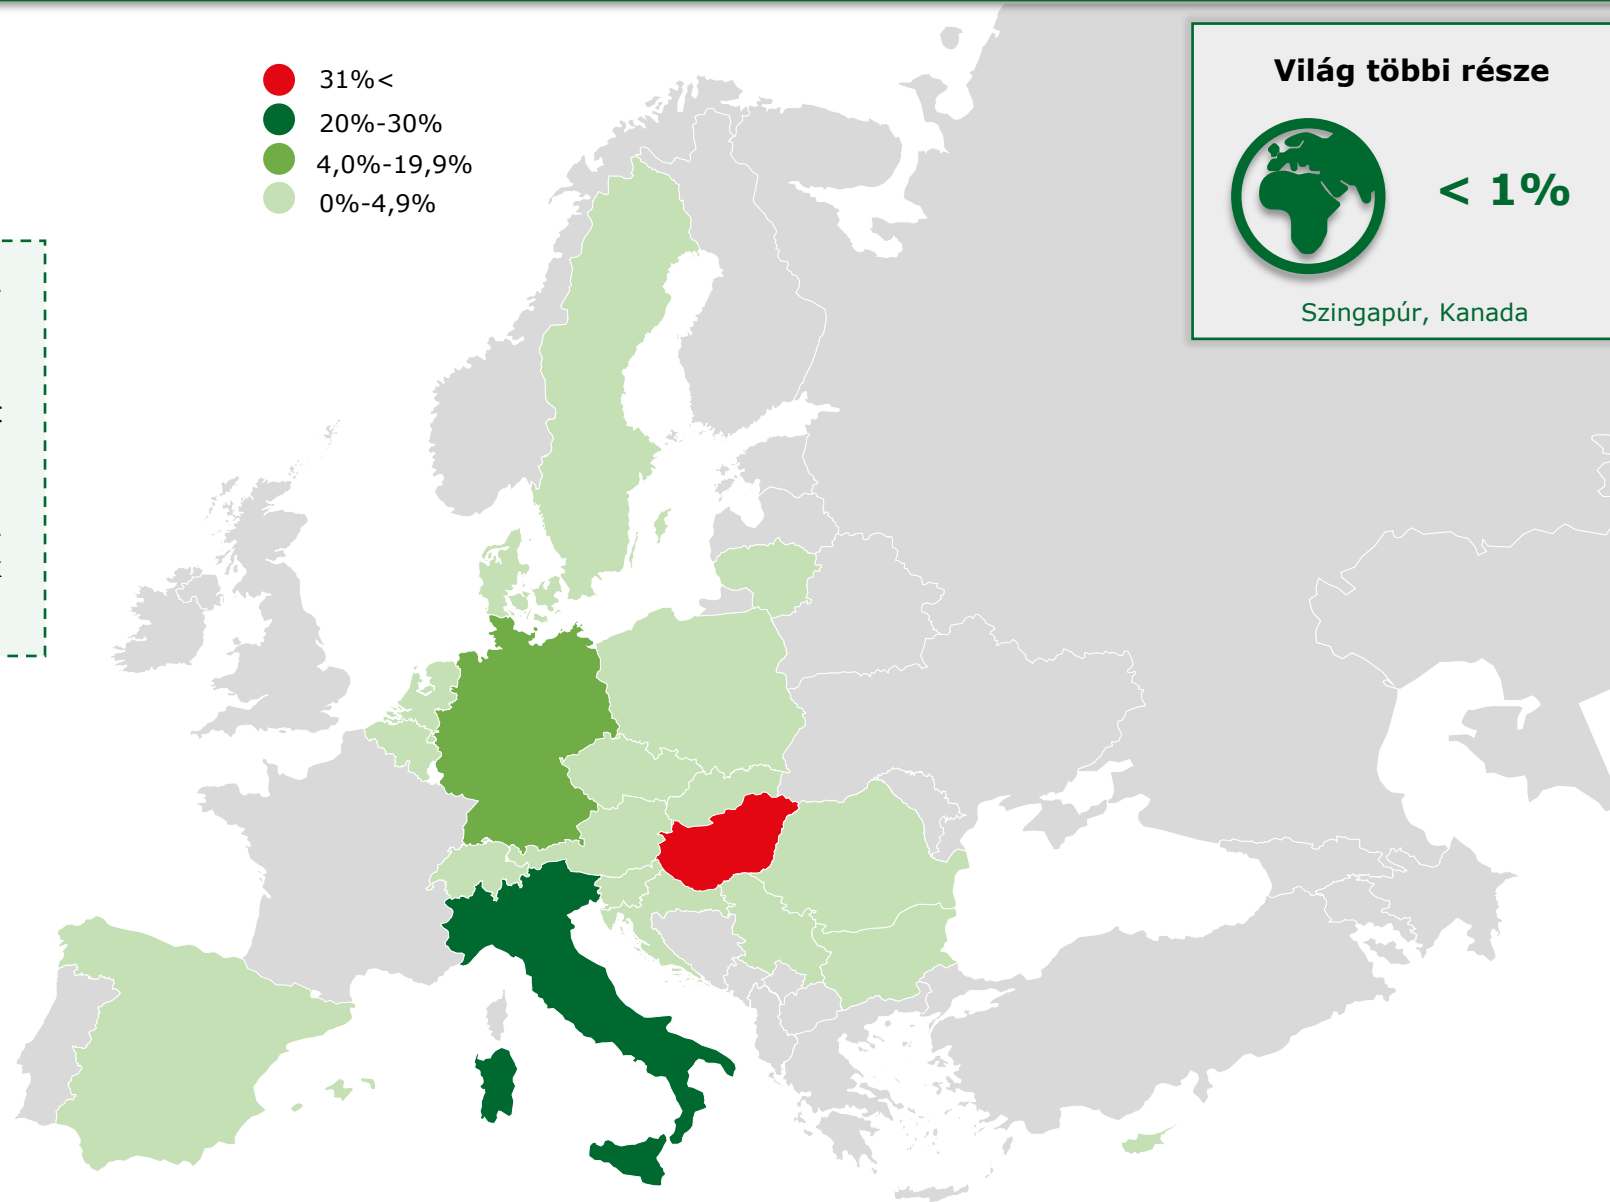 31%<
20%-30%
4,0%-19,9%
0%-4,9%
Világ többi része
< 1%
Szingapúr, Kanada